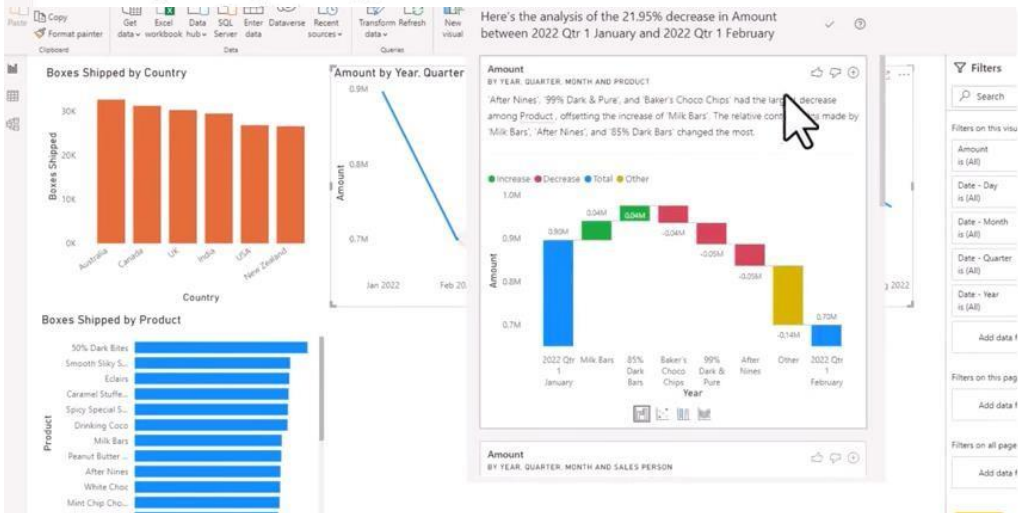 Paste
Copy
Format painter
Clipboard
Get data
Excel workbook
Data hub
SQL Server
Enter data
Dataverse
Recent sources
Data
Transform data
Refresh
Queries
New visual
Here's the analysis of the 21.95% decrease in Amount
between 2022 Qtr 1 January and 2022 Qtr 1 February
Boxes Shipped by Country
Boxes Shipped
30K
20K
10K
0K
Australia
Canada
UK
India
USA
New Zealand
Country
Amount by Year, Quarter
Amount
0.9M
0.8M
0.7M
Jan 2022
Feb 20
2022
Amount
BY YEAR, QUARTER, MONTH AND PRODUCT
'After Nines', '99% Dark & Pure', and 'Baker's Choco Chips' had the decrease
among Product , offsetting the increase of 'Milk Bars'. The relative made by
'Milk Bars', 'After Nines', and '85% Dark Bars' changed the most.
Increase Decrease Total Other
Amount
1.0M
0.9M
0.8M
0.7M
0.90M
0.04M
0.04M
-0.04M
-0.05M
-0.05M
-0.14M
0.70M
2022 Qtr 1 January
Milk Bars
85% Dark Bars
Baker's Choco Chips
99% Dark & Pure
After Nines
Other
2022 Qtr 1 February
Year
Amount
BY YEAR, QUARTER, MONTH AND SALES PERSON
Boxes Shipped by Product
Product
50% Dark Bites
Smooth Sliky S...
Eclairs
Caramel Stuffe...
Spicy Special S...
Drinking Coco
Milk Bars
Peanut Butter ...
After Nines
White Choc
Mint Chip Cho...
Filters
Search
Filters on this visu
Amount
is (All)
Date - Day
is (All)
Date - Month
is (All)
Date - Quarter
is (All)
Date - Year
is (All)
Add data f
Filters on this pag
Add data f
Filters on all page
Add data f